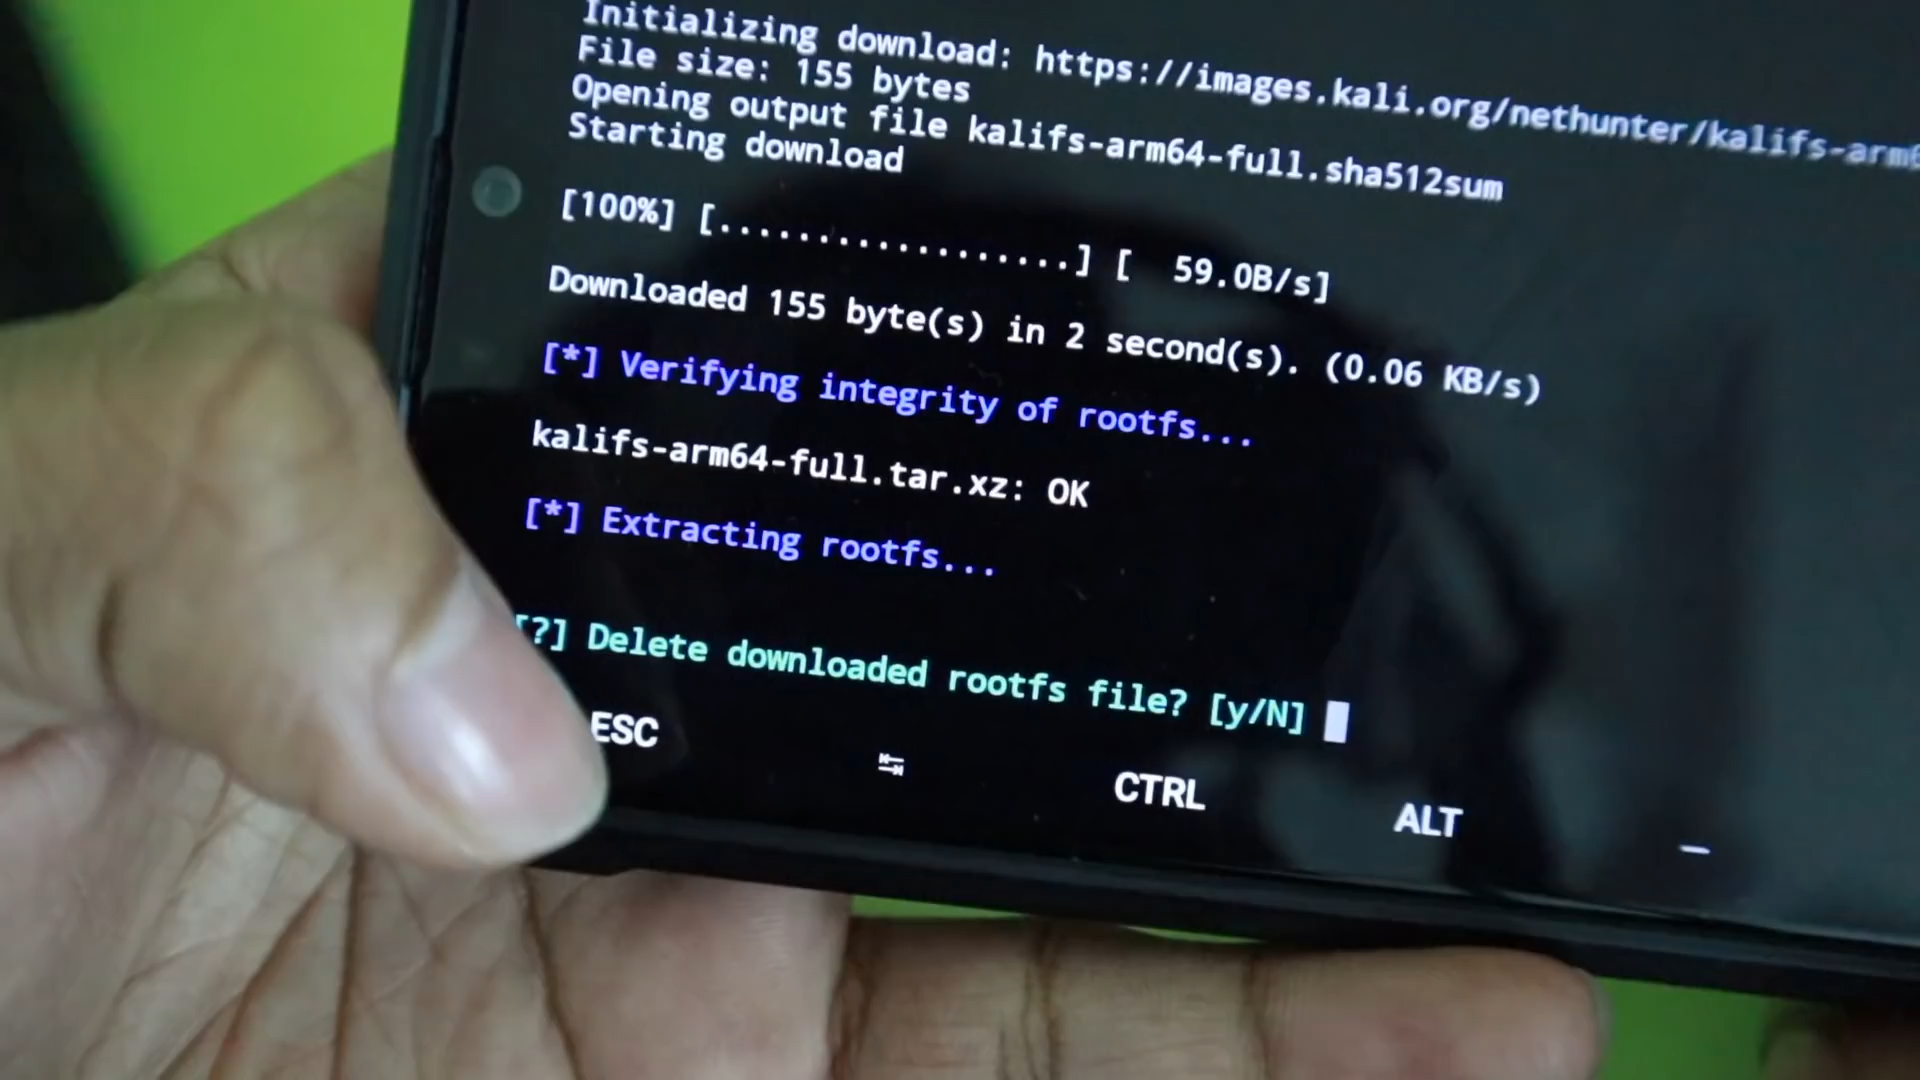 Initializing download: https://images.kali.org/nethunter/kalifs-arm6
File size: 155 bytes
Opening output file kalifs-arm64-full.sha512sum
Starting download
[100%] [..................] [  59.0B/s]
Downloaded 155 byte(s) in 2 second(s). (0.06 KB/s)
[*] Verifying integrity of rootfs...
kalifs-arm64-full.tar.xz: OK
[*] Extracting rootfs...
[?] Delete downloaded rootfs file? [y/N]
ESC ↹ CTRL ALT –